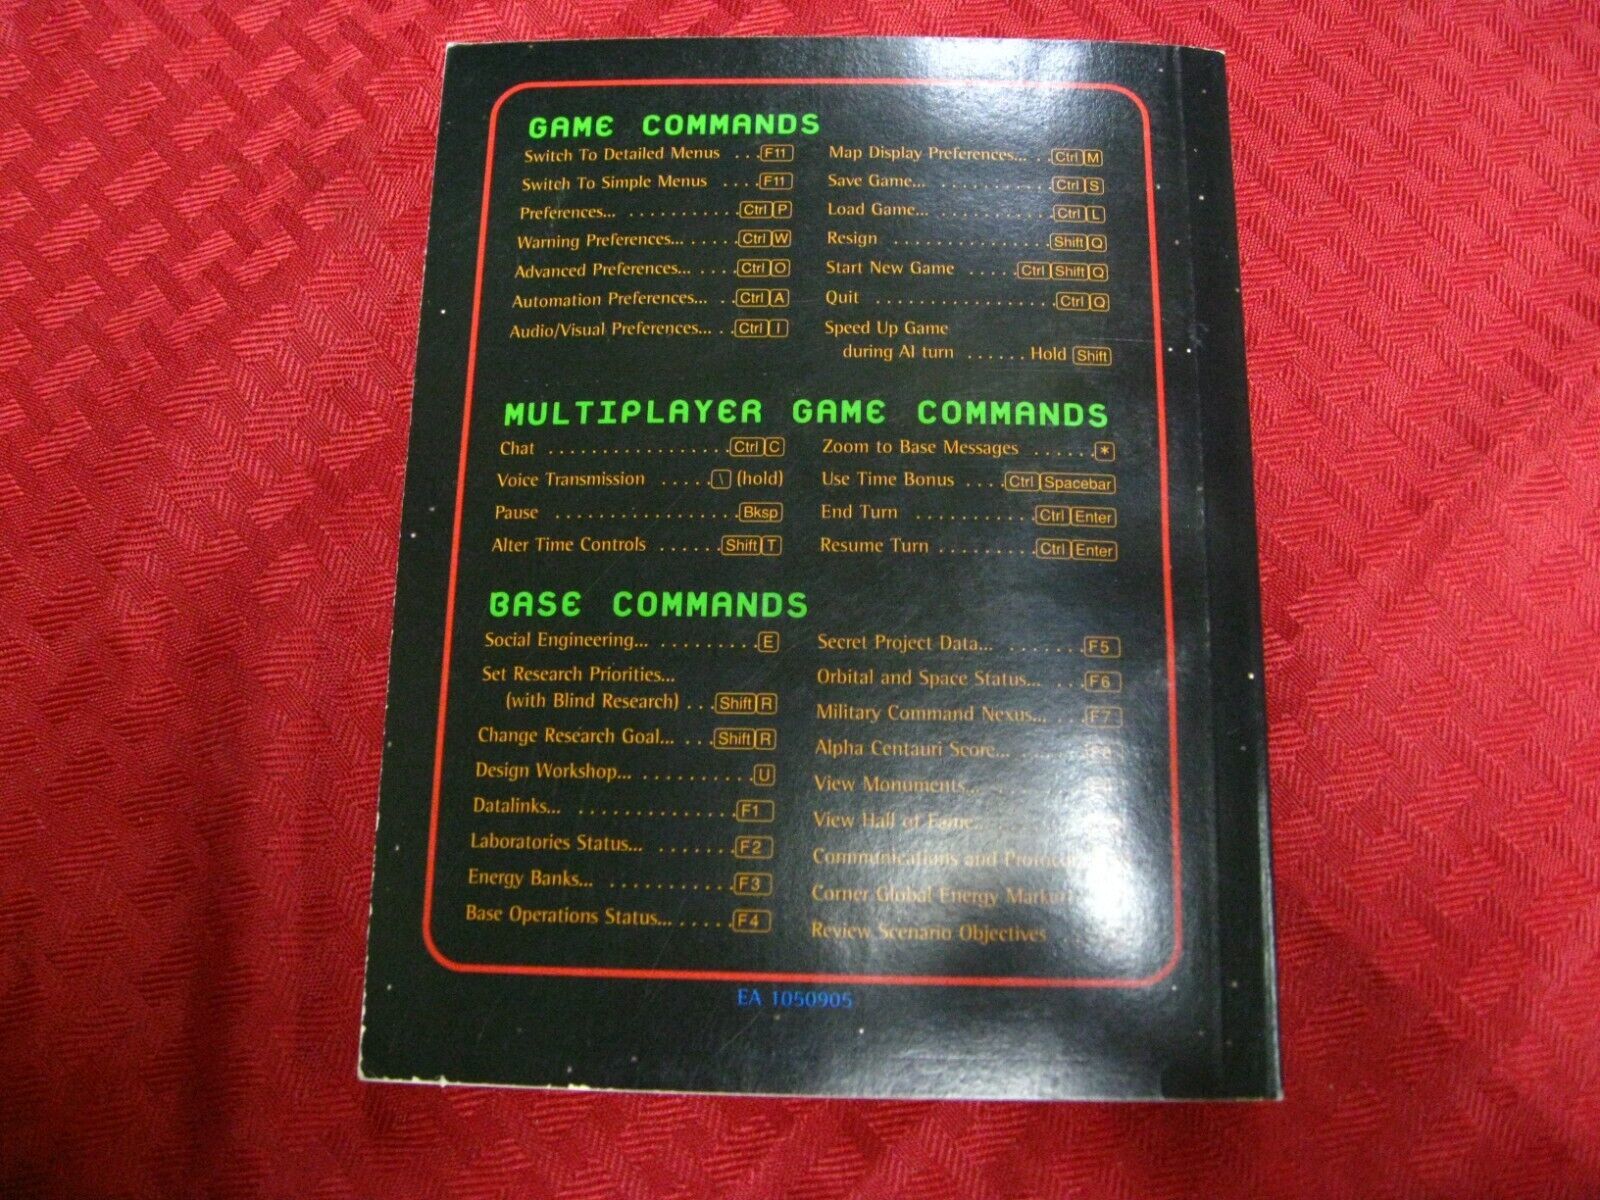 GAME COMMANDS
Switch To Detailed Menus ... F11
Switch To Simple Menus .... F11
Preferences... ........... Ctrl P
Warning Preferences... ..... Ctrl W
Advanced Preferences... .... Ctrl O
Automation Preferences... .. Ctrl A
Audio/Visual Preferences... .. Ctrl I
Map Display Preferences... .. Ctrl M
Save Game... ........... Ctrl S
Load Game... ........... Ctrl L
Resign ............... Shift Q
Start New Game ..... Ctrl Shift Q
Quit ................. Ctrl Q
Speed Up Game
during AI turn ...... Hold Shift
MULTIPLAYER GAME COMMANDS
Chat ................. Ctrl C
Voice Transmission ..... \ (hold)
Pause ................. Bksp
Alter Time Controls ...... Shift T
Zoom to Base Messages ...... *
Use Time Bonus .... Ctrl Spacebar
End Turn ........... Ctrl Enter
Resume Turn ......... Ctrl Enter
BASE COMMANDS
Social Engineering... ......... E
Set Research Priorities...
(with Blind Research) ... Shift R
Change Research Goal... ... Shift R
Design Workshop... .......... U
Datalinks... .............. F1
Laboratories Status... ....... F2
Energy Banks... ........... F3
Base Operations Status... ..... F4
Secret Project Data... ....... F5
Orbital and Space Status... ... F6
Military Command Nexus... ... F7
Alpha Centauri Score...
View Monuments...
View Hall of Fame...
Communications and
Corner Global Energy
Review Scenario Objectives
EA 1050905